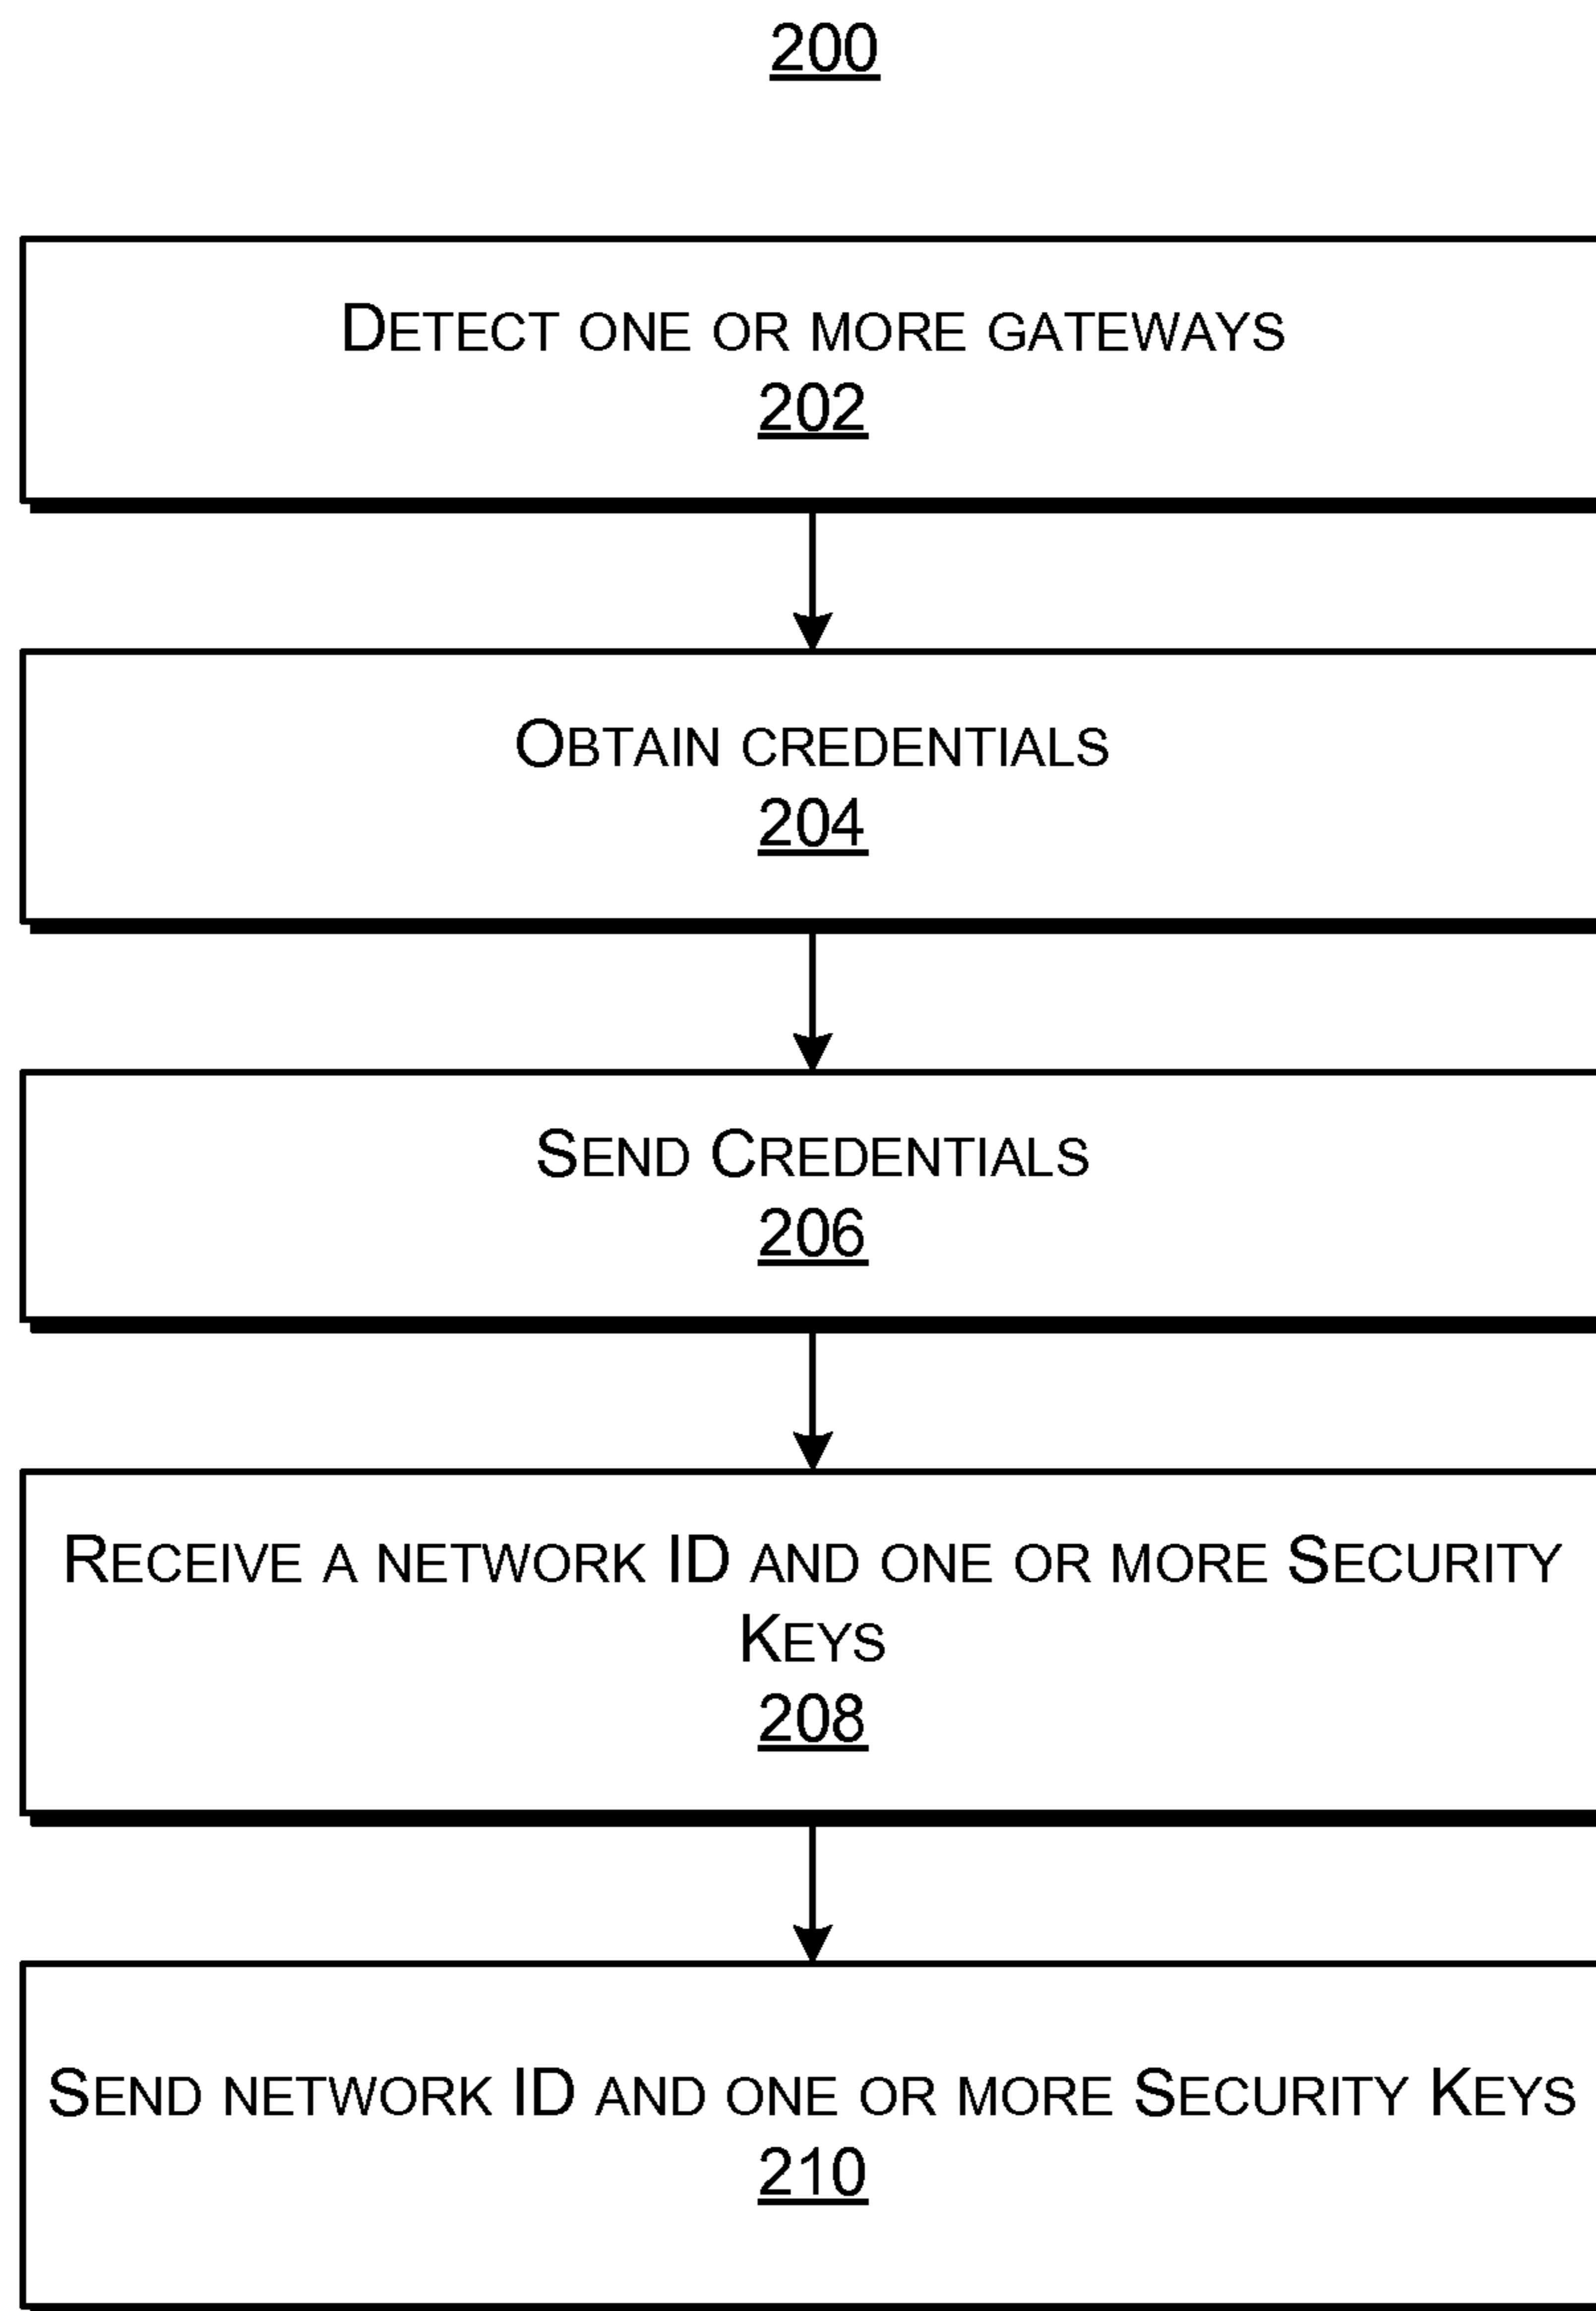 200
Detect one or more gateways
202
Obtain credentials
204
Send Credentials
206
Receive a network ID and one or more Security
Keys
208
Send network ID and one or more Security Keys
210